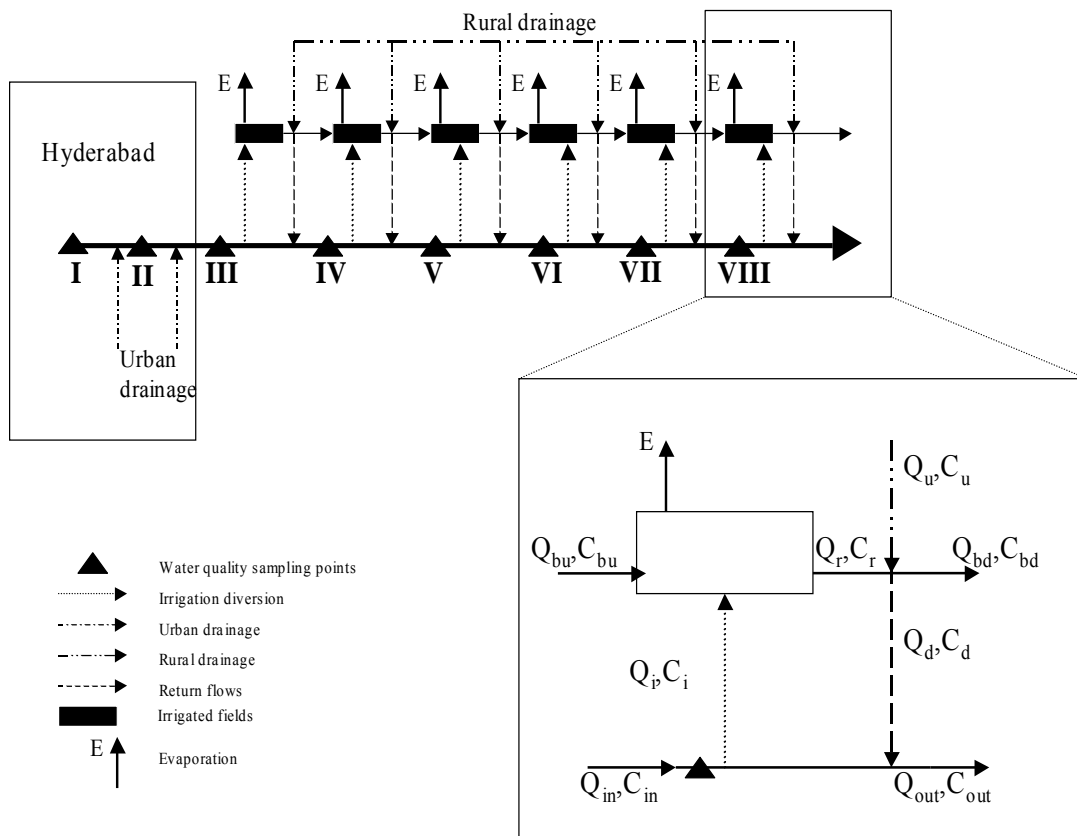 Rural drainage
E
E
E
E
E
E
Hyderabad
I
II
III
IV
V
VI
VII
VIII
Urban
drainage
E
Q_u,C_u
Q_bu,C_bu
Q_r,C_r
Q_bd,C_bd
Q_d,C_d
Q_i,C_i
Q_in,C_in
Q_out,C_out
Water quality sampling points
Irrigation diversion
Urban drainage
Rural drainage
Return flows
Irrigated fields
E
Evaporation